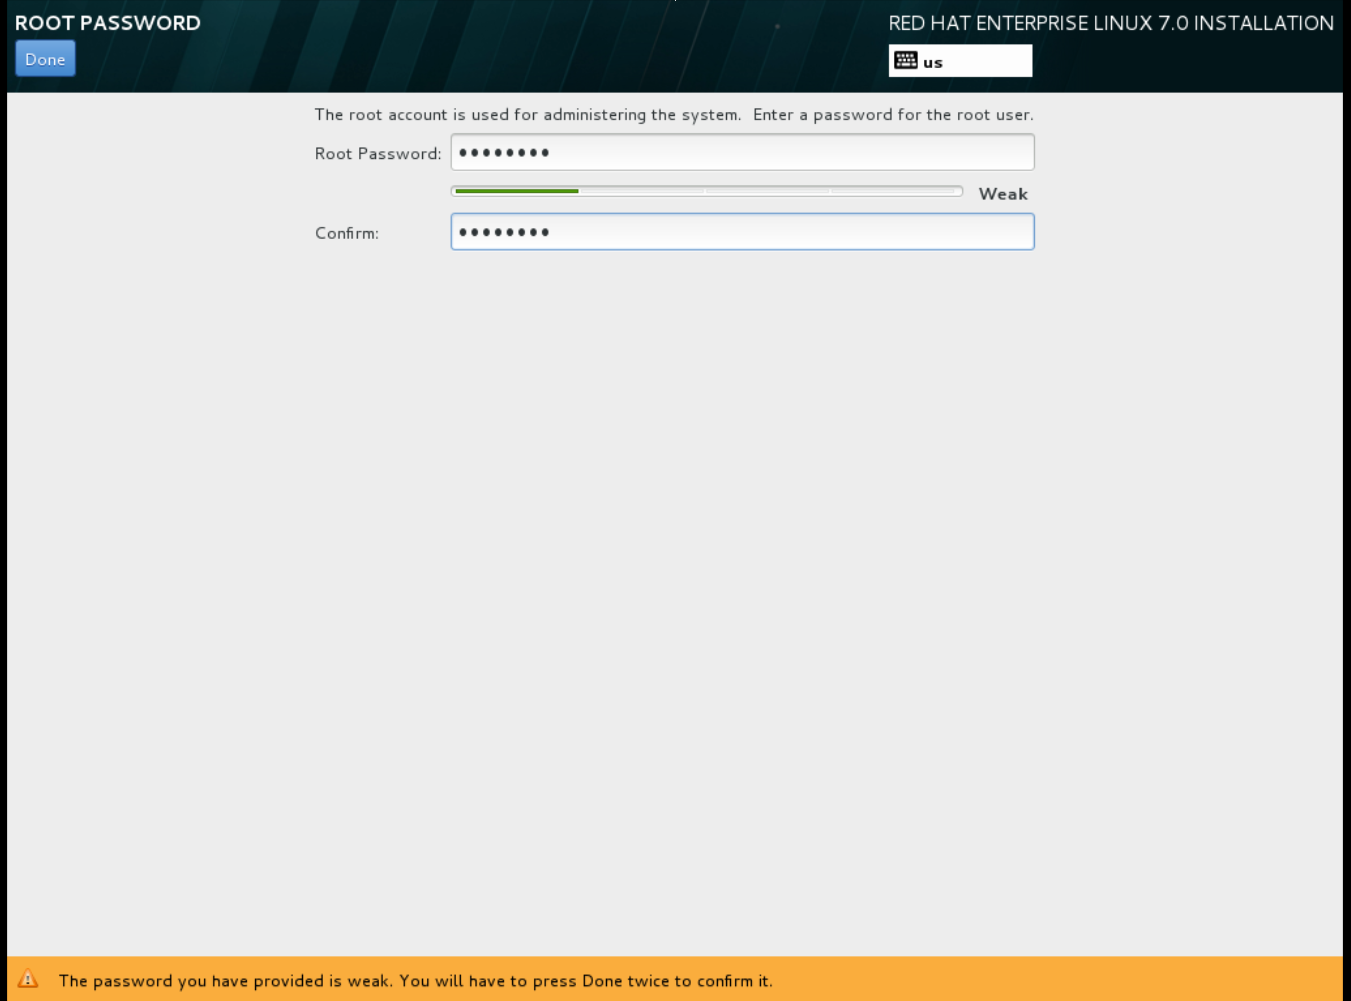 ROOT PASSWORD
RED HAT ENTERPRISE LINUX 7.0 INSTALLATION
Done
us
The root account is used for administering the system.  Enter a password for the root user.
Root Password: ●●●●●●●●
Weak
Confirm: ●●●●●●●●
The password you have provided is weak. You will have to press Done twice to confirm it.